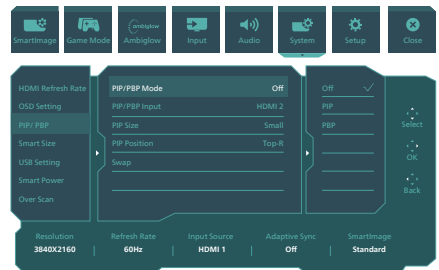 ambiglow
SmartImage Game Mode Ambiglow Input Audio System Setup Close
HDMI Refresh Rate PIP/PBP Mode Off Off
OSD Setting PIP/PBP Input HDMI 2 PIP
PIP/ PBP PIP Size Small PBP
Select
Smart Size PIP Position Top-R
OK
USB Setting Swap
Smart Power
Back
Over Scan
Resolution Refresh Rate Input Source Adaptive Sync SmartImage
3840X2160 60Hz HDMI 1 Off Standard